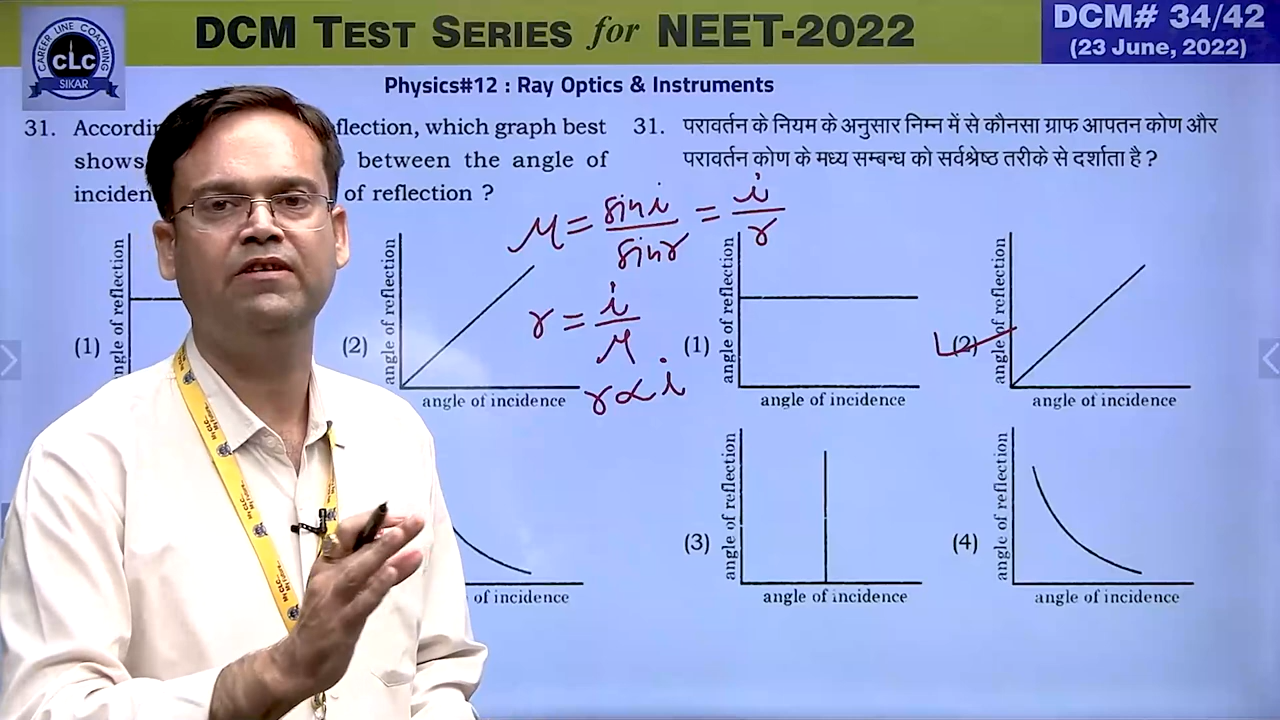 DCM TEST SERIES for NEET-2022
DCM# 34/42
(23 June, 2022)
CAREER LINE COACHING
CLC
SIKAR
Physics#12 : Ray Optics & Instruments
31. Accordin flection, which graph best
shows between the angle of
inciden of reflection ?
31. परावर्तन के नियम के अनुसार निम्न में से कौनसा ग्राफ आपतन कोण और
परावर्तन कोण के मध्य सम्बन्ध को सर्वश्रेष्ठ तरीके से दर्शाता है ?
μ = sin i / sin r = i / r
r = i / μ
r ∝ i
(1)
angle of reflection
(2)
angle of reflection
angle of incidence
of incidence
(1)
angle of reflection
angle of incidence
(2)
angle of reflection
angle of incidence
(3)
angle of reflection
angle of incidence
(4)
angle of reflection
angle of incidence